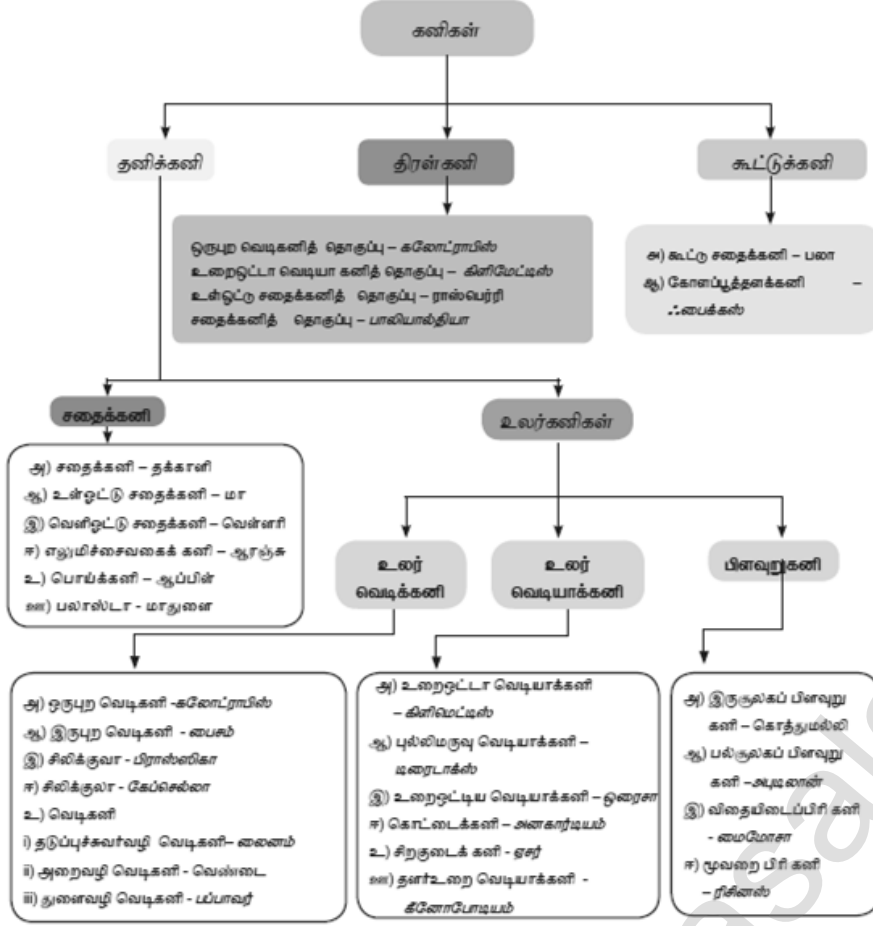 கனிகள்
தனிக்கனி
திரள்கனி
கூட்டுக்கனி
ஒருபுற வெடிகனித் தொகுப்பு – கலோட்ராபிஸ்
உறைஒட்டா வெடியா கனித் தொகுப்பு – கிளிமேட்டிஸ்
உள்ஓட்டு சதைக்கனித் தொகுப்பு – ராஸ்பெர்ரி
சதைக்கனித் தொகுப்பு – பாலியால்தியா
அ) கூட்டு சதைக்கனி – பலா
ஆ) கோளப்பூத்தளக்கனி –
ஃபைக்கஸ்
சதைக்கனி
உலர்கனிகள்
அ) சதைக்கனி – தக்காளி
ஆ) உள்ஓட்டு சதைக்கனி – மா
இ) வெளிஓட்டு சதைக்கனி – வெள்ளரி
ஈ) எலுமிச்சைவகைக் கனி – ஆரஞ்சு
உ) பொய்க்கனி – ஆப்பிள்
ஊ) பலாஸ்டா - மாதுளை
உலர்
வெடிக்கனி
உலர்
வெடியாக்கனி
பிளவுறுகனி
அ) ஒருபுற வெடிகனி -கலோட்ராபிஸ்
ஆ) இருபுற வெடிகனி - பைசம்
இ) சிலிக்குவா - பிராஸ்ஸிகா
ஈ) சிலிக்குலா - கேப்செல்லா
உ) வெடிகனி
i) தடுப்புச்சுவர்வழி வெடிகனி– லைனம்
ii) அறைவழி வெடிகனி - வெண்டை
iii) துளைவழி வெடிகனி - பப்பாவர்
அ) உறைஒட்டா வெடியாக்கனி
– கிளிமெட்டிஸ்
ஆ) புல்லிமருவு வெடியாக்கனி –
டிரைடாக்ஸ்
இ) உறைஒட்டிய வெடியாக்கனி – ஒரைசா
ஈ) கொட்டைக்கனி – அனகார்டியம்
உ) சிறகுடைக் கனி - ஏசர்
ஊ) தளர்உறை வெடியாக்கனி -
கீனோபோடியம்
அ) இருசூலகப் பிளவுறு
கனி – கொத்துமல்லி
ஆ) பல்சூலகப் பிளவுறு
கனி –அபுடிலான்
இ) விதையிடைப்பிரி கனி
- மைமோசா
ஈ) மூவறை பிரி கனி
– ரிசினஸ்